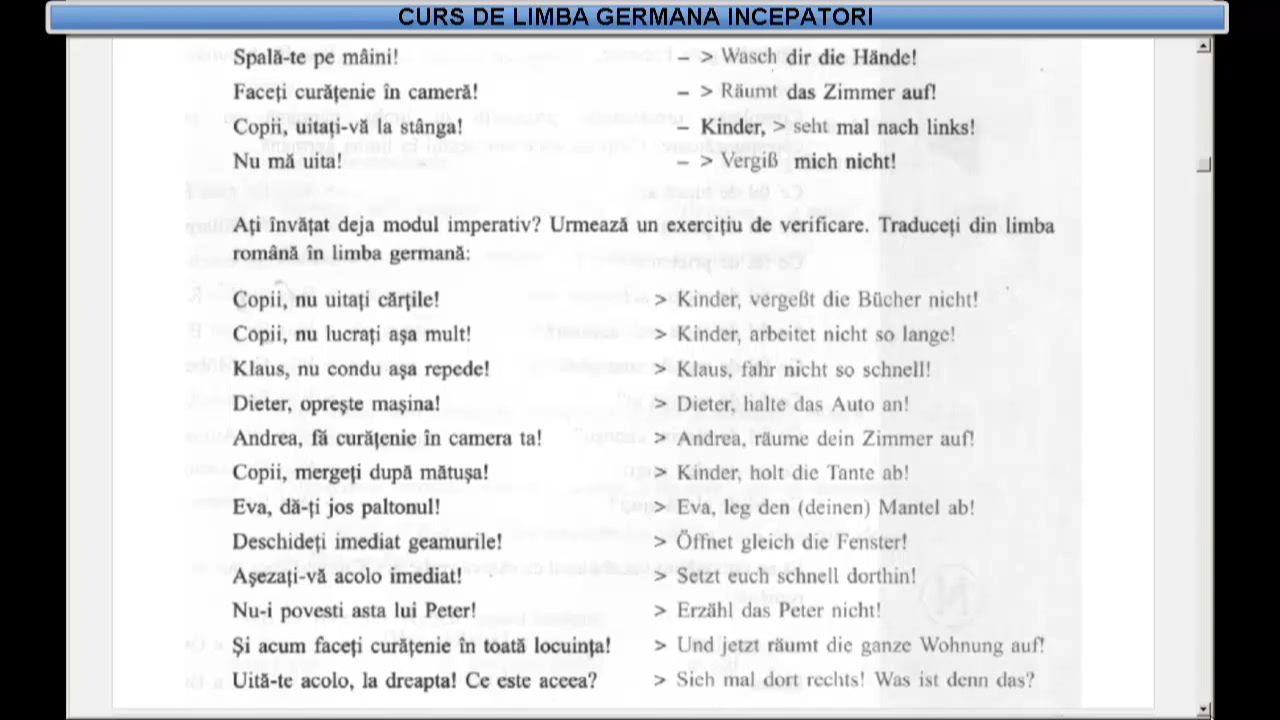 CURS DE LIMBA GERMANA INCEPATORI
Spală-te pe mâini! – > Wasch dir die Hände!
Faceți curățenie în cameră! – > Räumt das Zimmer auf!
Copii, uitați-vă la stânga! – Kinder, > seht mal nach links!
Nu mă uita! – > Vergiß mich nicht!
Ați învățat deja modul imperativ? Urmează un exercițiu de verificare. Traduceți din limba
română în limba germană:
Copii, nu uitați cărțile! > Kinder, vergeßt die Bücher nicht!
Copii, nu lucrați așa mult! > Kinder, arbeitet nicht so lange!
Klaus, nu condu așa repede! > Klaus, fahr nicht so schnell!
Dieter, oprește mașina! > Dieter, halte das Auto an!
Andrea, fă curățenie în camera ta! > Andrea, räume dein Zimmer auf!
Copii, mergeți după mătușa! > Kinder, holt die Tante ab!
Eva, dă-ți jos paltonul! > Eva, leg den (deinen) Mantel ab!
Deschideți imediat geamurile! > Öffnet gleich die Fenster!
Așezați-vă acolo imediat! > Setzt euch schnell dorthin!
Nu-i povesti asta lui Peter! > Erzähl das Peter nicht!
Și acum faceți curățenie în toată locuința! > Und jetzt räumt die ganze Wohnung auf!
Uită-te acolo, la dreapta! Ce este aceea? > Sieh mal dort rechts! Was ist denn das?